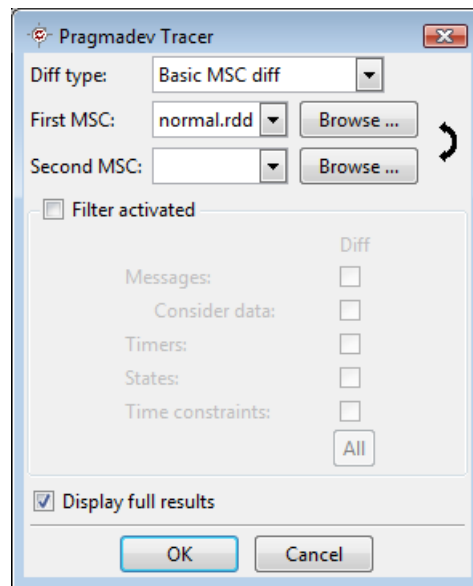 Pragmadev Tracer
Diff type: Basic MSC diff
First MSC: normal.rdd Browse ...
Second MSC: Browse ...
Filter activated
Diff
Messages:
Consider data:
Timers:
States:
Time constraints:
All
Display full results
OK Cancel